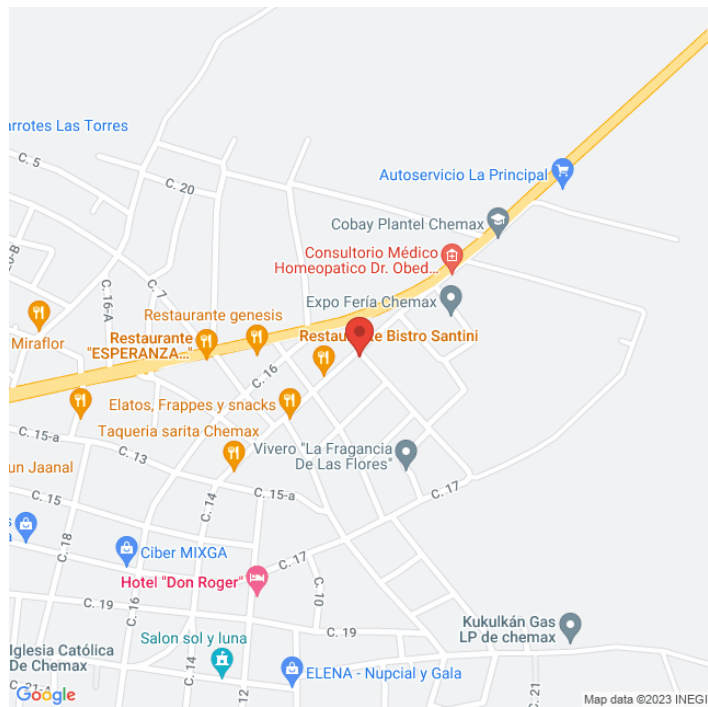 arrotes Las Torres
C. 5
C. 20
Autoservicio La Principal
Cobay Plantel Chemax
Consultorio Médico
Homeopatico Dr. Obed...
Expo Fería Chemax
C. 7
C. 16-A
Restaurante genesis
Miraflor
Restaurante
"ESPERANZA...
Restaurante Bistro Santini
C. 16
Elatos, Frappes y snacks
Taqueria sarita Chemax
C. 15-a
C. 13
un Jaanal
Vivero "La Fragancia
De Las Flores"
C. 17
C. 15-a
C. 14
C. 15
Ciber MIXGA
C. 18
C. 17
Hotel "Don Roger"
C. 16
C. 10
C. 19
C. 19
Kukulkán Gas
LP de chemax
Iglesia Católica
De Chemax
Salon sol y luna
C. 14
ELENA - Nupcial y Gala
C. 21-A
C. 12
C. 21
Google
Map data ©2023 INEGI